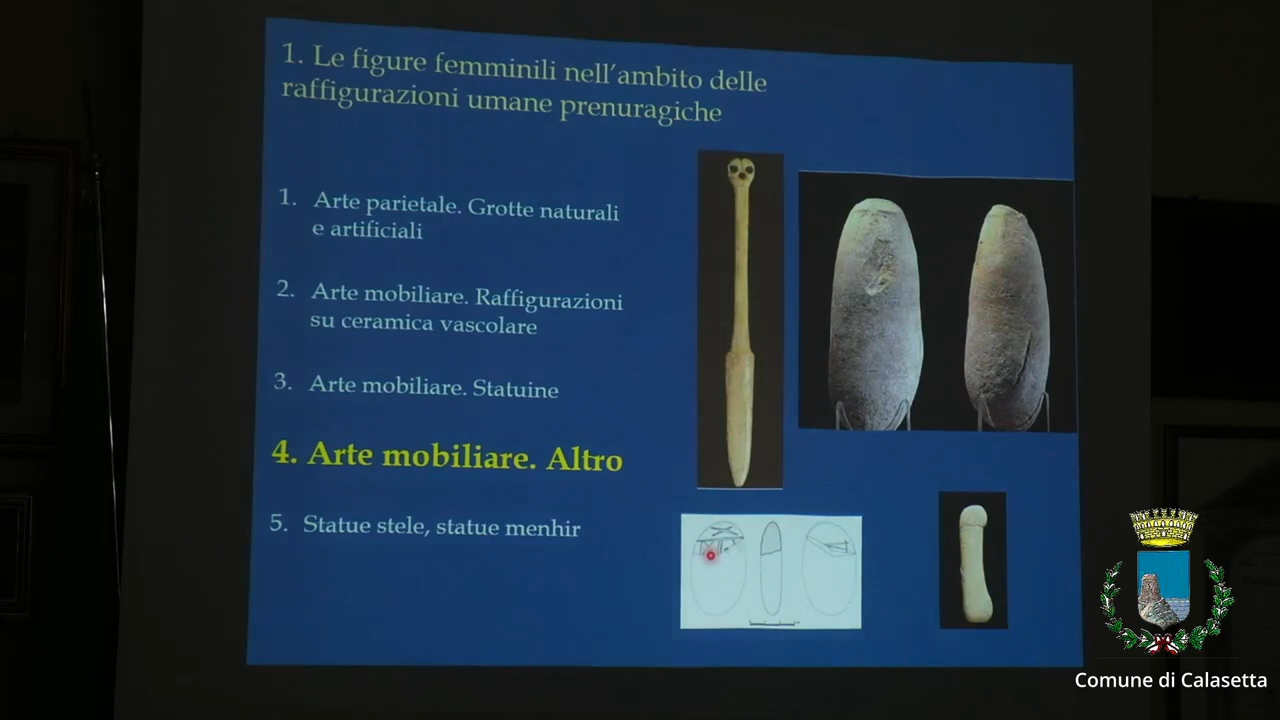 1. Le figure femminili nell'ambito delle
raffigurazioni umane prenuragiche
1. Arte parietale. Grotte naturali
e artificiali
2. Arte mobiliare. Raffigurazioni
su ceramica vascolare
3. Arte mobiliare. Statuine
4. Arte mobiliare. Altro
5. Statue stele, statue menhir
Comune di Calasetta